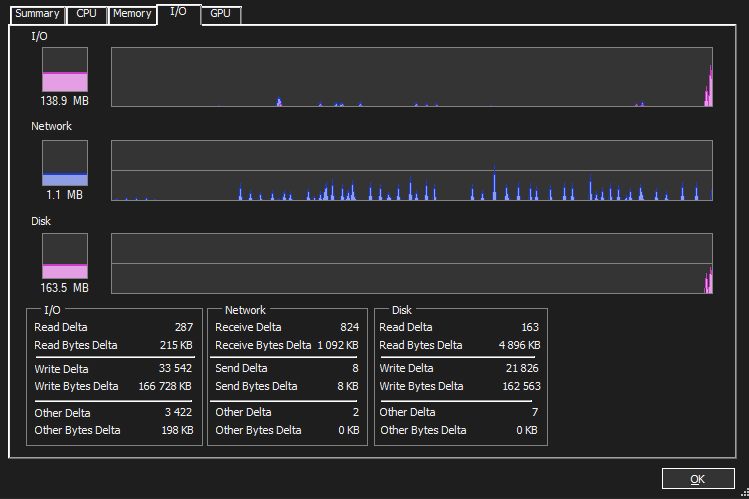 Summary CPU Memory I/O GPU
I/O
138.9 MB
Network
1.1 MB
Disk
163.5 MB
I/O Network Disk
Read Delta 287 Receive Delta 824 Read Delta 163
Read Bytes Delta 215 KB Receive Bytes Delta 1 092 KB Read Bytes Delta 4 896 KB
Write Delta 33 542 Send Delta 8 Write Delta 21 826
Write Bytes Delta 166 728 KB Send Bytes Delta 8 KB Write Bytes Delta 162 563
Other Delta 3 422 Other Delta 2 Other Delta 7
Other Bytes Delta 198 KB Other Bytes Delta 0 KB Other Bytes Delta 0 KB
OK